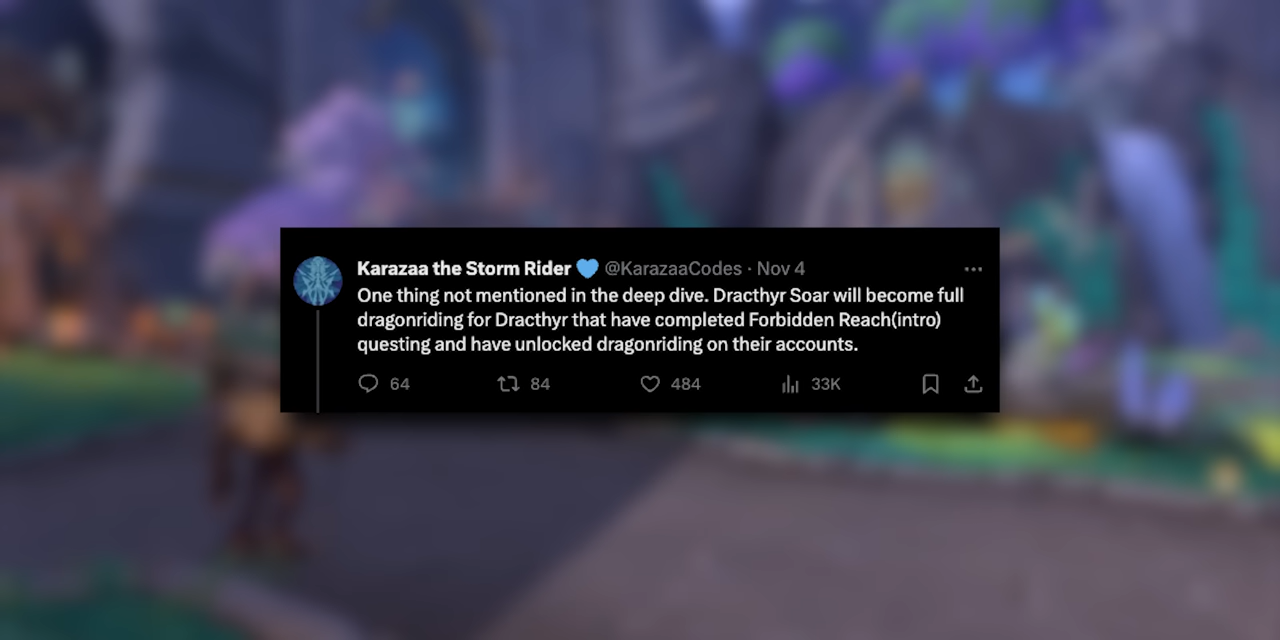 Karazaa the Storm Rider 💙 @KarazaaCodes · Nov 4
One thing not mentioned in the deep dive. Dracthyr Soar will become full
dragonriding for Dracthyr that have completed Forbidden Reach(intro)
questing and have unlocked dragonriding on their accounts.
64 84 484 33K